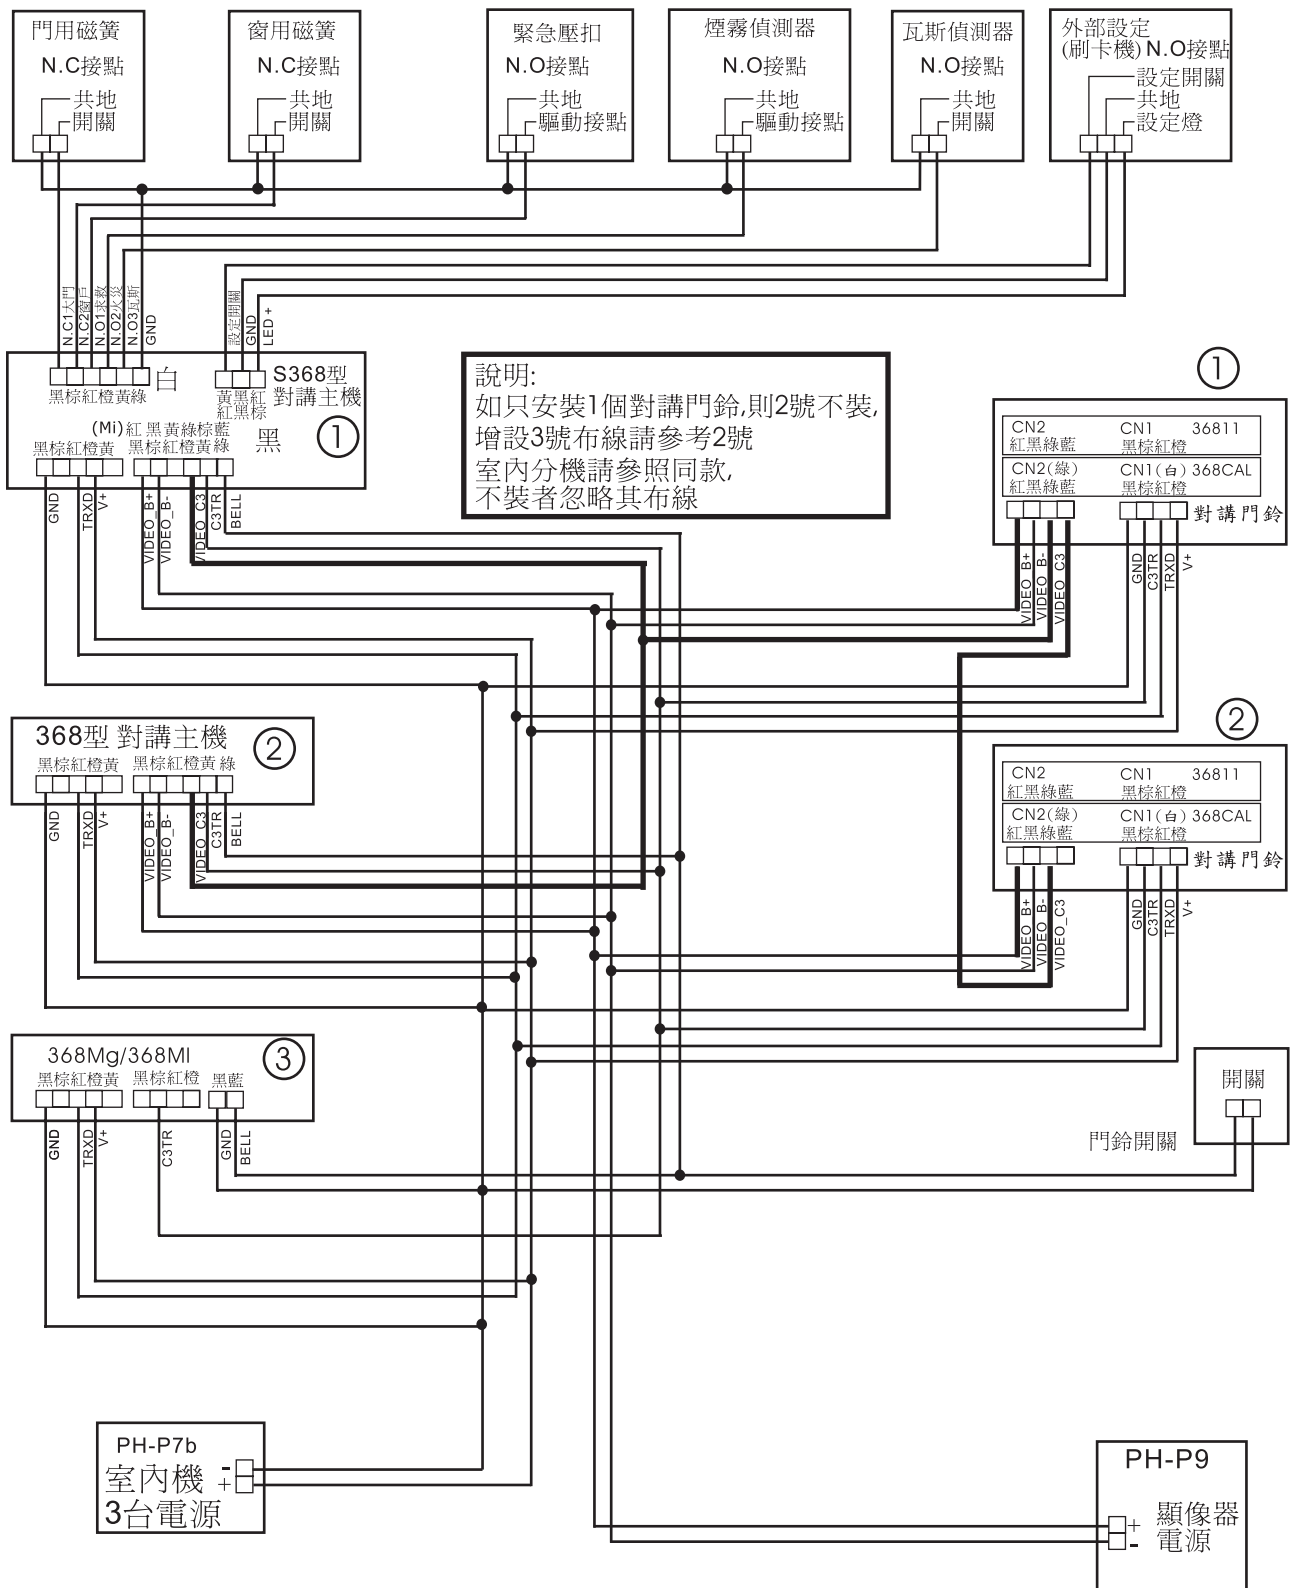 門用磁簧
N.C接點
共地
開關
窗用磁簧
N.C接點
共地
開關
緊急壓扣
N.O接點
共地
驅動接點
煙霧偵測器
N.O接點
共地
驅動接點
瓦斯偵測器
N.O接點
共地
開關
外部設定
(刷卡機)N.O接點
設定開關
共地
設定燈
N.C1大門
N.C2窗戶
N.O1求救
N.O2火災
N.O3瓦斯
GND
設定開關
GND
LED +
白
黑棕紅橙黃綠
黃黑紅
紅黑棕
S368型
對講主機
1
(Mi)紅黑黃綠棕藍
黑棕紅橙黃
黑棕紅橙黃綠
黑
GND
TRXD
V+
VIDEO_B+
VIDEO_B-
VIDEO_C3
C3TR
BELL
說明:
如只安裝1個對講門鈴,則2號不裝,
增設3號布線請參考2號
室內分機請參照同款,
不裝者忽略其布線
1
CN2 CN1 36811
紅黑綠藍 黑棕紅橙
CN2(綠) CN1(白) 368CAL
紅黑綠藍 黑棕紅橙
對講門鈴
VIDEO_B+
VIDEO_B-
VIDEO_C3
GND
C3TR
TRXD
V+
368型 對講主機
2
黑棕紅橙黃
黑棕紅橙黃綠
GND
TRXD
V+
VIDEO_B+
VIDEO_B-
VIDEO_C3
C3TR
BELL
2
CN2 CN1 36811
紅黑綠藍 黑棕紅橙
CN2(綠) CN1(白) 368CAL
紅黑綠藍 黑棕紅橙
對講門鈴
VIDEO_B+
VIDEO_B-
VIDEO_C3
GND
C3TR
TRXD
V+
368Mg/368MI
3
黑棕紅橙黃
黑棕紅橙
黑藍
GND
TRXD
V+
C3TR
GND
BELL
開關
門鈴開關
PH-P7b
室內機
3台電源
-
+
PH-P9
顯像器
電源
+
-